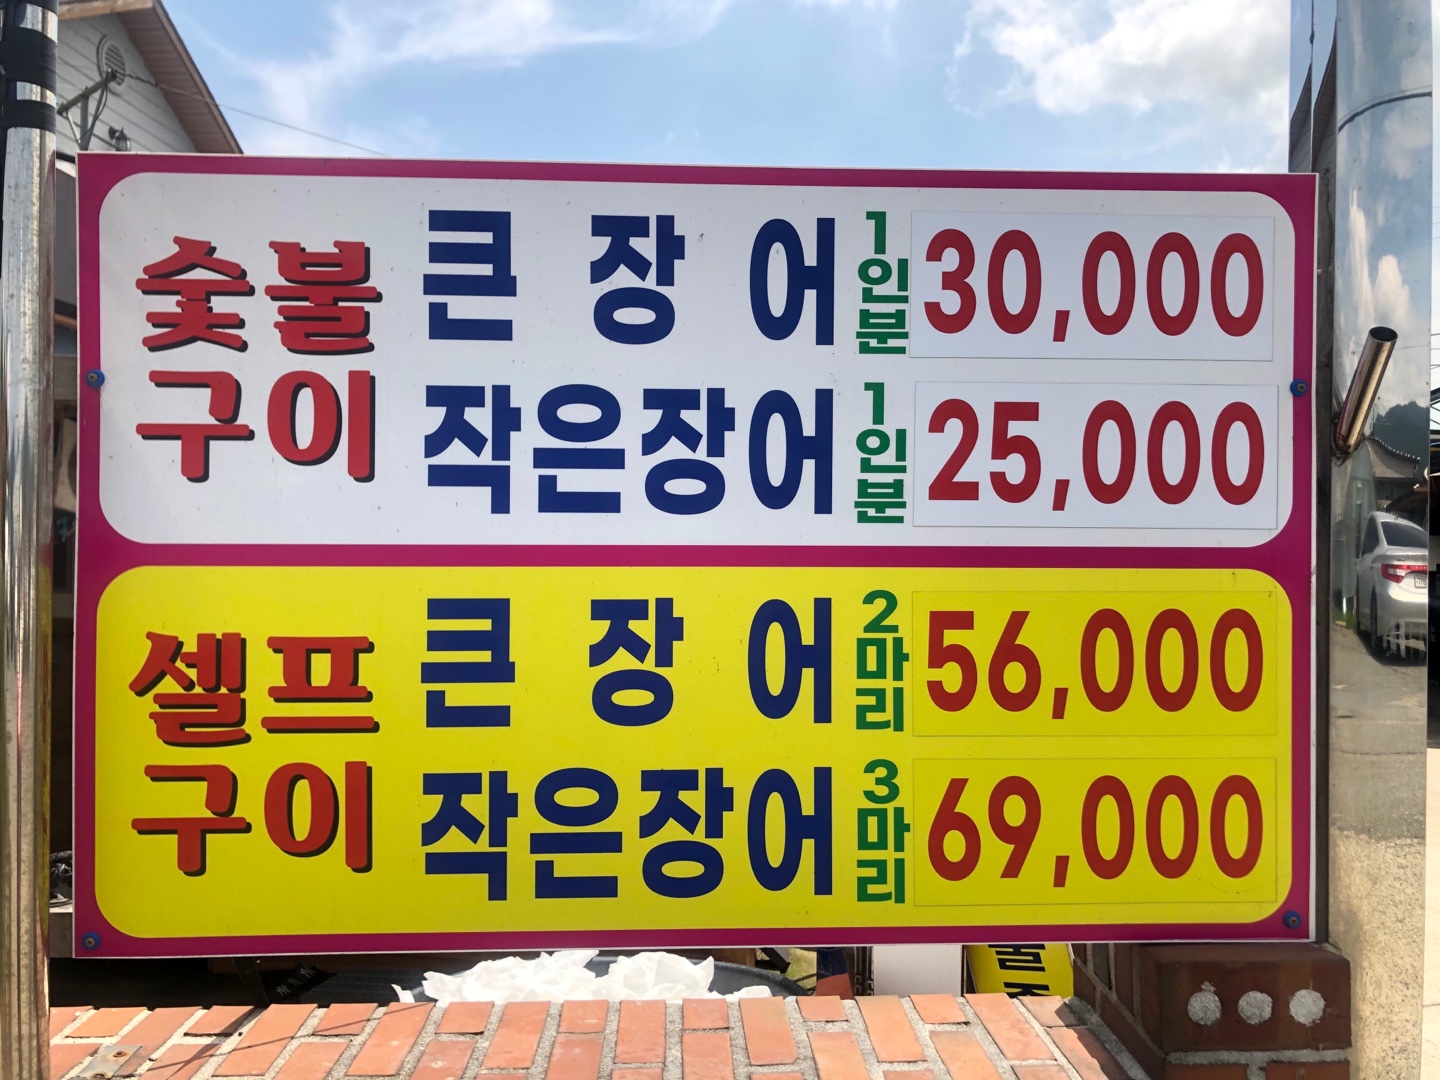 숯불
구이
큰 장 어 1인분 30,000
작은장어 1인분 25,000
셀프
구이
큰 장 어 2마리 56,000
작은장어 3마리 69,000